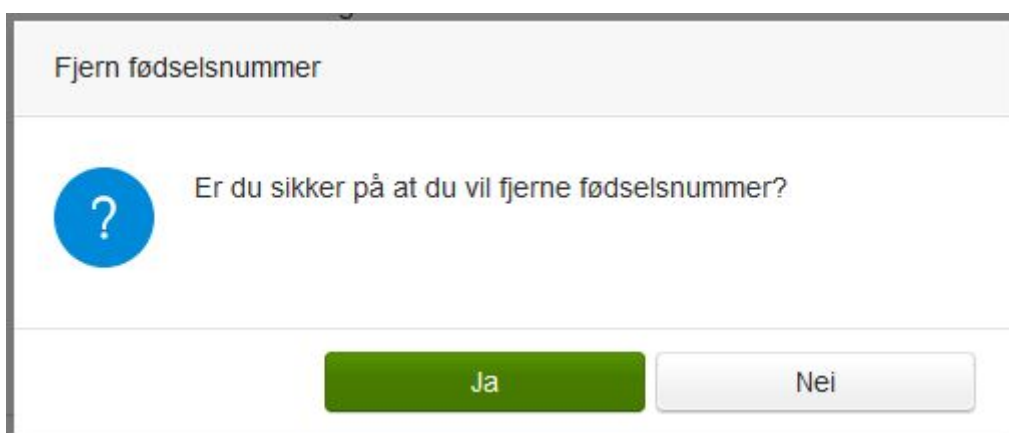 Fjern fødselsnummer
Er du sikker på at du vil fjerne fødselsnummer?
?
Ja
Nei